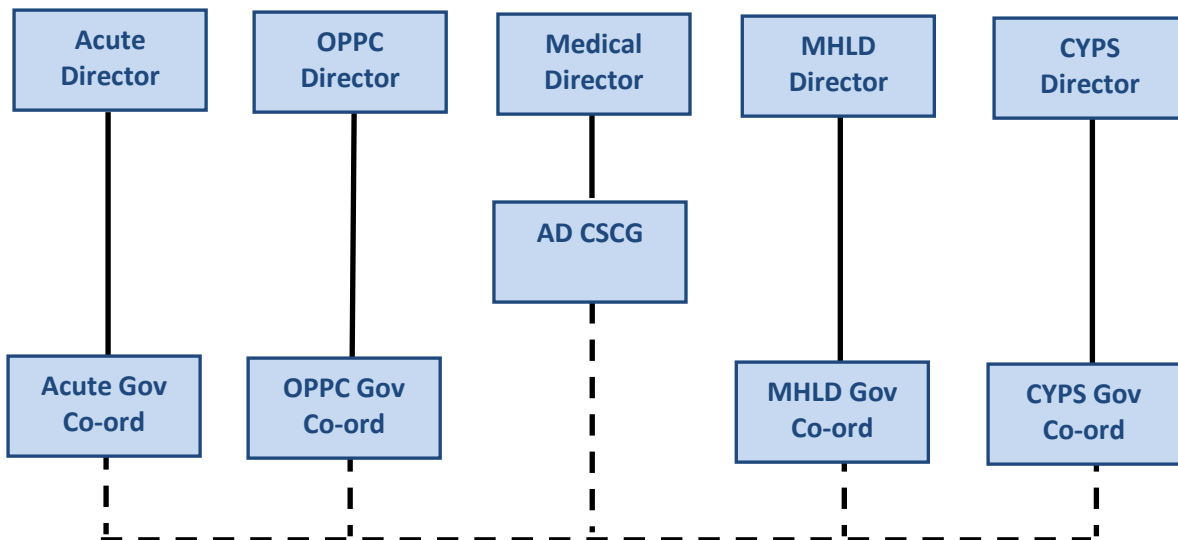 Acute
Director
OPPC
Director
Medical
Director
MHLD
Director
CYPS
Director
AD CSCG
Acute Gov
Co-ord
OPPC Gov
Co-ord
MHLD Gov
Co-ord
CYPS Gov
Co-ord